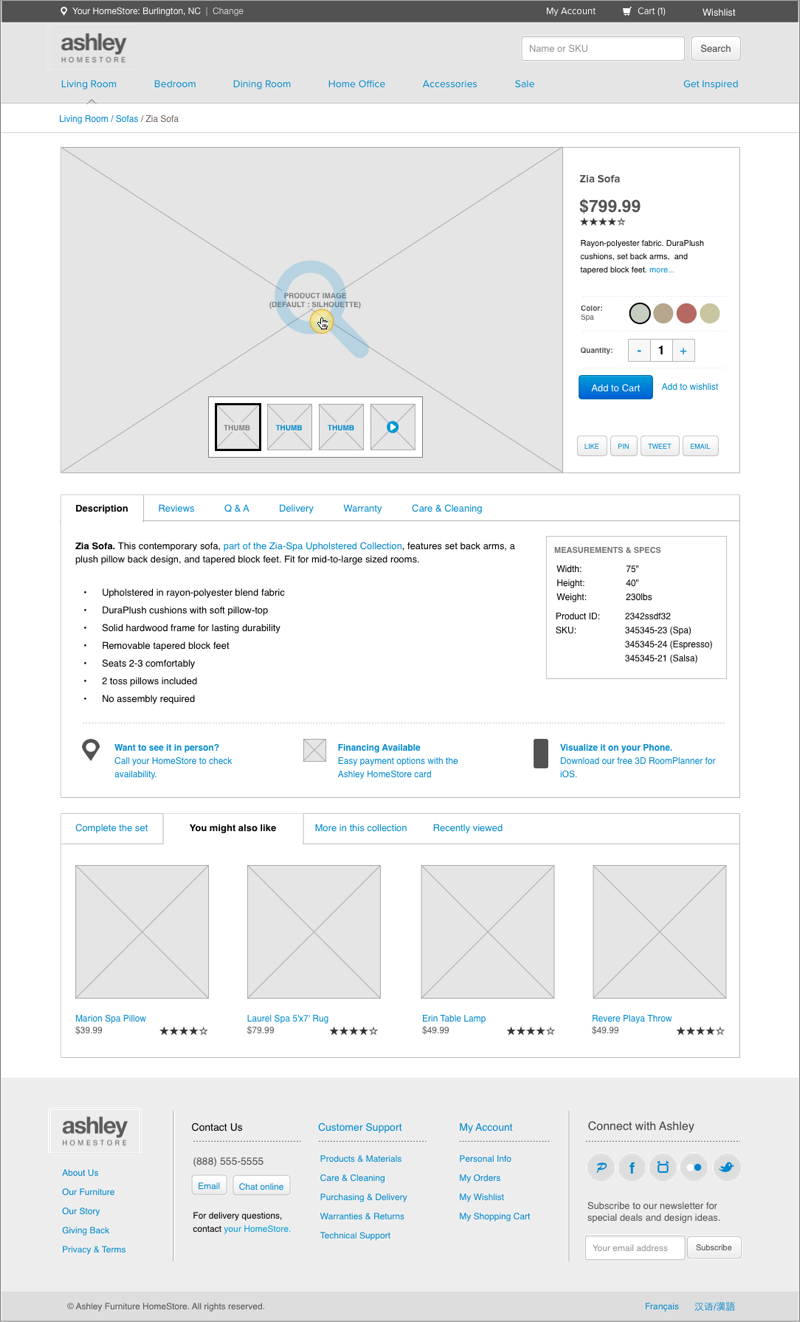 Your HomeStore: Burlington, NC | Change
My Account
Cart (1)
Wishlist
ashley
HOMESTORE
Name or SKU
Search
Living Room
Bedroom
Dining Room
Home Office
Accessories
Sale
Get Inspired
Living Room / Sofas / Zia Sofa
PRODUCT IMAGE
(DEFAULT : SILHOUETTE)
THUMB
THUMB
THUMB
Zia Sofa
$799.99
★★★★☆
Rayon-polyester fabric. DuraPlush
cushions, set back arms, and
tapered block feet. more...
Color:
Spa
Quantity:
- 1 +
Add to Cart
Add to wishlist
LIKE
PIN
TWEET
EMAIL
Description
Reviews
Q & A
Delivery
Warranty
Care & Cleaning
Zia Sofa. This contemporary sofa, part of the Zia-Spa Upholstered Collection, features set back arms, a
plush pillow back design, and tapered block feet. Fit for mid-to-large sized rooms.
• Upholstered in rayon-polyester blend fabric
• DuraPlush cushions with soft pillow-top
• Solid hardwood frame for lasting durability
• Removable tapered block feet
• Seats 2-3 comfortably
• 2 toss pillows included
• No assembly required
MEASUREMENTS & SPECS
Width: 75"
Height: 40"
Weight: 230lbs
Product ID: 2342ssdf32
SKU: 345345-23 (Spa)
345345-24 (Espresso)
345345-21 (Salsa)
Want to see it in person?
Call your HomeStore to check
availability.
Financing Available
Easy payment options with the
Ashley HomeStore card
Visualize it on your Phone.
Download our free 3D RoomPlanner for
iOS.
Complete the set
You might also like
More in this collection
Recently viewed
Marion Spa Pillow
$39.99 ★★★★☆
Laurel Spa 5'x7' Rug
$79.99 ★★★★☆
Erin Table Lamp
$49.99 ★★★★☆
Revere Playa Throw
$49.99 ★★★★☆
ashley
HOMESTORE
About Us
Our Furniture
Our Story
Giving Back
Privacy & Terms
Contact Us
(888) 555-5555
Email
Chat online
For delivery questions,
contact your HomeStore.
Customer Support
Products & Materials
Care & Cleaning
Purchasing & Delivery
Warranties & Returns
Technical Support
My Account
Personal Info
My Orders
My Wishlist
My Shopping Cart
Connect with Ashley
Subscribe to our newsletter for
special deals and design ideas.
Your email address
Subscribe
© Ashley Furniture HomeStore. All rights reserved.
Français
汉语/漢語